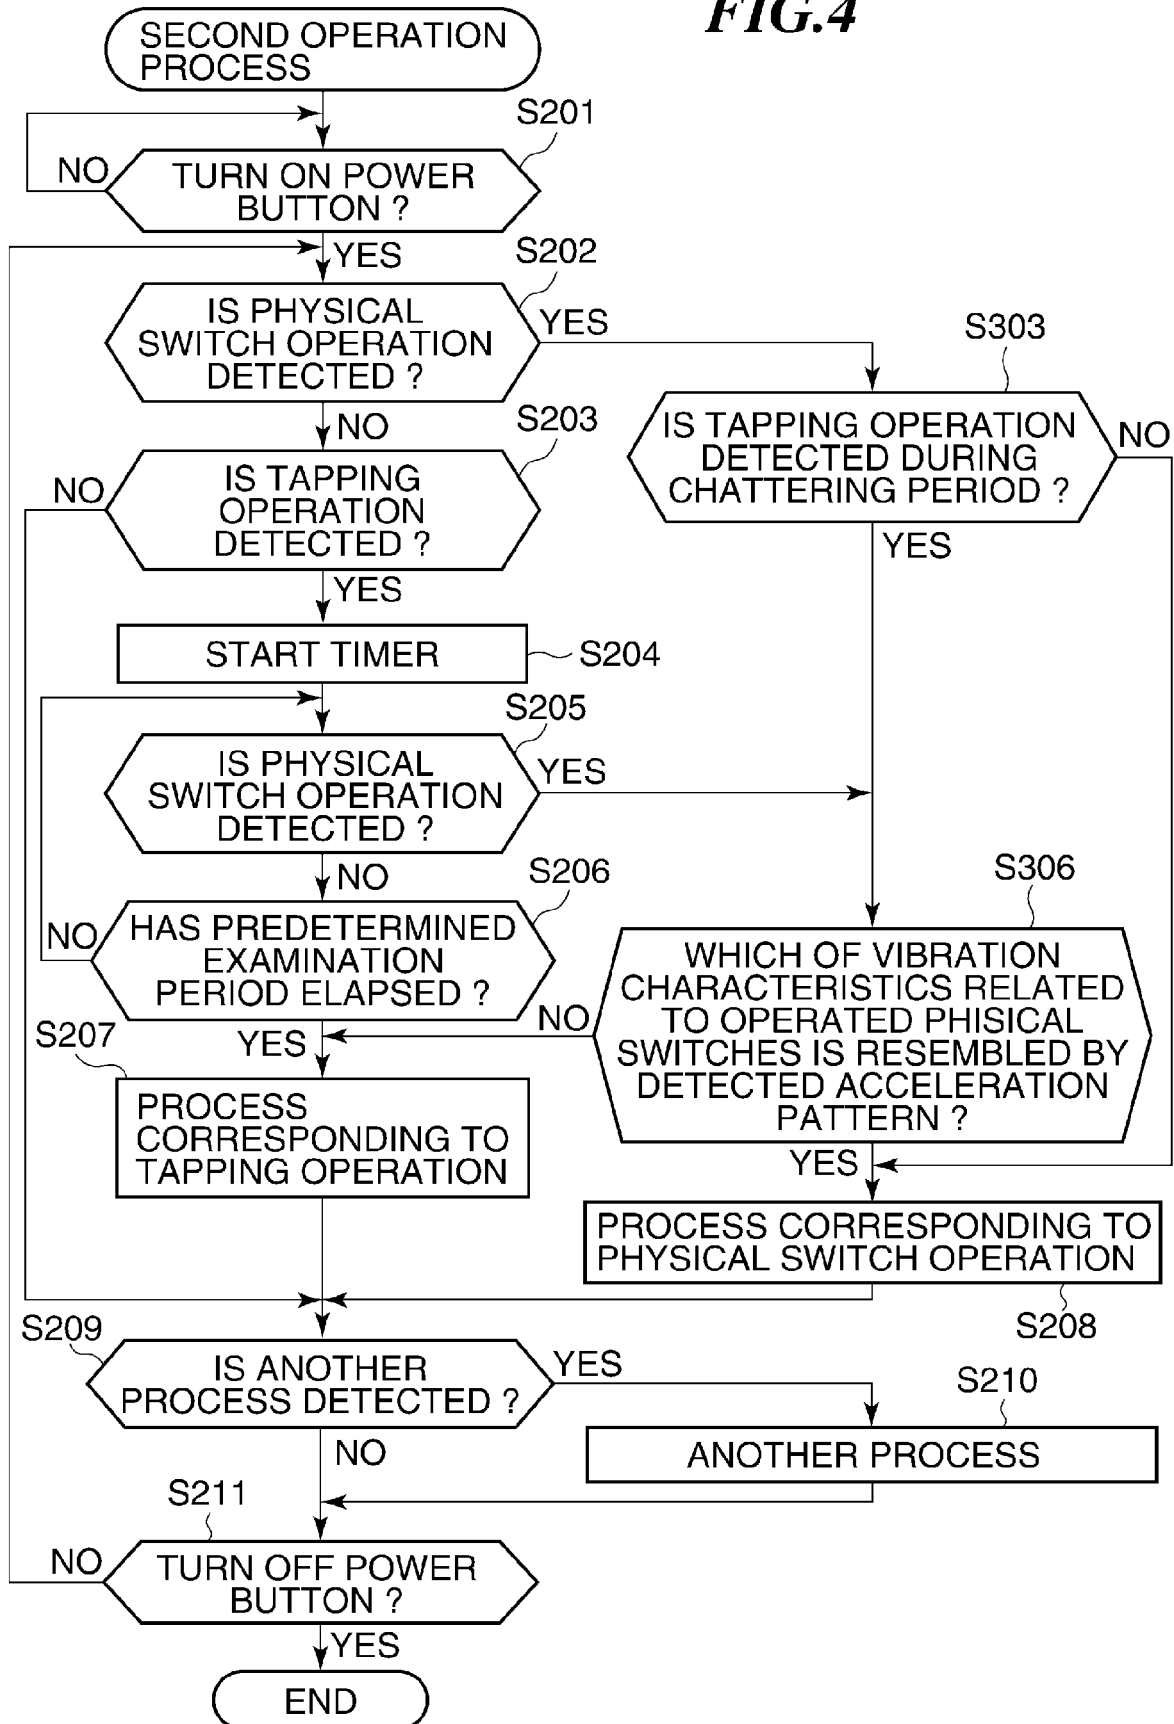 FIG.4
SECOND OPERATION
PROCESS
S201
NO
TURN ON POWER
BUTTON ?
YES
S202
IS PHYSICAL
SWITCH OPERATION
DETECTED ?
YES
S303
NO
S203
IS TAPPING OPERATION
DETECTED DURING
CHATTERING PERIOD ?
NO
NO
IS TAPPING
OPERATION
DETECTED ?
YES
YES
START TIMER
S204
S205
IS PHYSICAL
SWITCH OPERATION
DETECTED ?
YES
NO
S206
S306
NO
HAS PREDETERMINED
EXAMINATION
PERIOD ELAPSED ?
WHICH OF VIBRATION
CHARACTERISTICS RELATED
TO OPERATED PHISICAL
SWITCHES IS RESEMBLED BY
DETECTED ACCELERATION
PATTERN ?
NO
S207
YES
PROCESS
CORRESPONDING TO
TAPPING OPERATION
YES
PROCESS CORRESPONDING TO
PHYSICAL SWITCH OPERATION
S208
S209
IS ANOTHER
PROCESS DETECTED ?
YES
S210
ANOTHER PROCESS
NO
S211
NO
TURN OFF POWER
BUTTON ?
YES
END